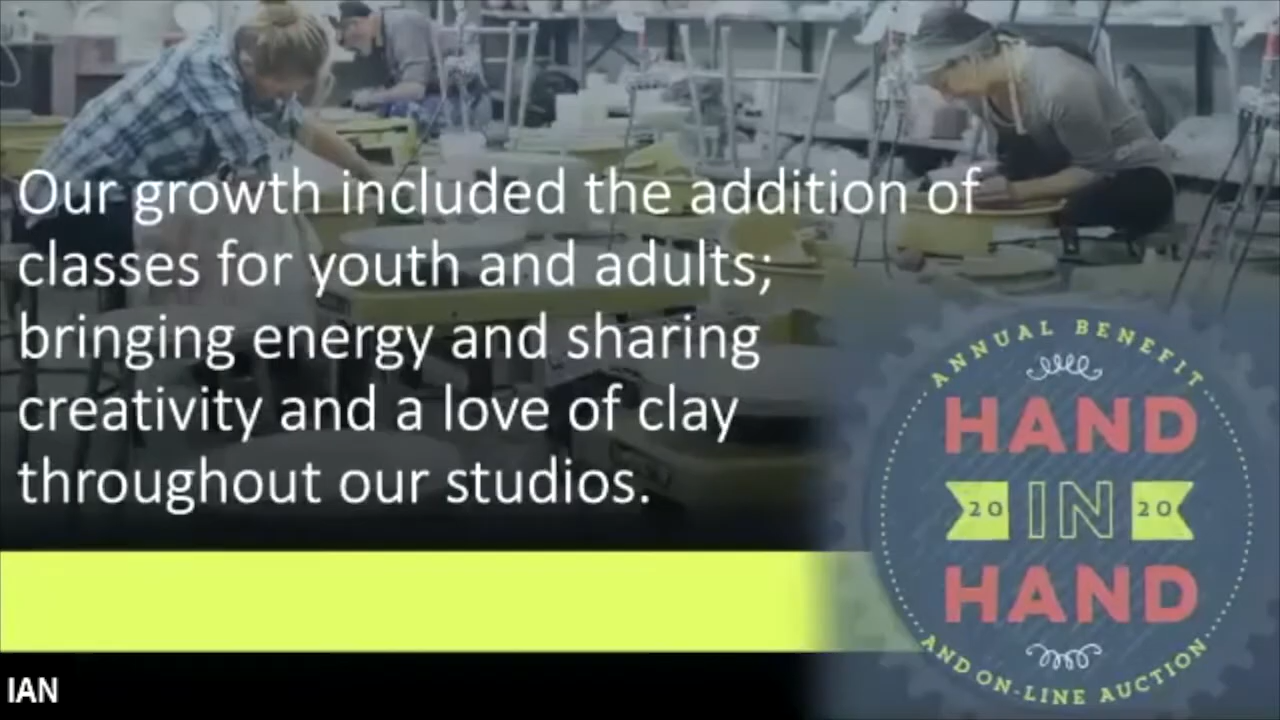 Our growth included the addition of
classes for youth and adults;
bringing energy and sharing
creativity and a love of clay
throughout our studios.
ANNUAL BENEFIT
HAND
20 IN 20
HAND
AND ON-LINE AUCTION
IAN